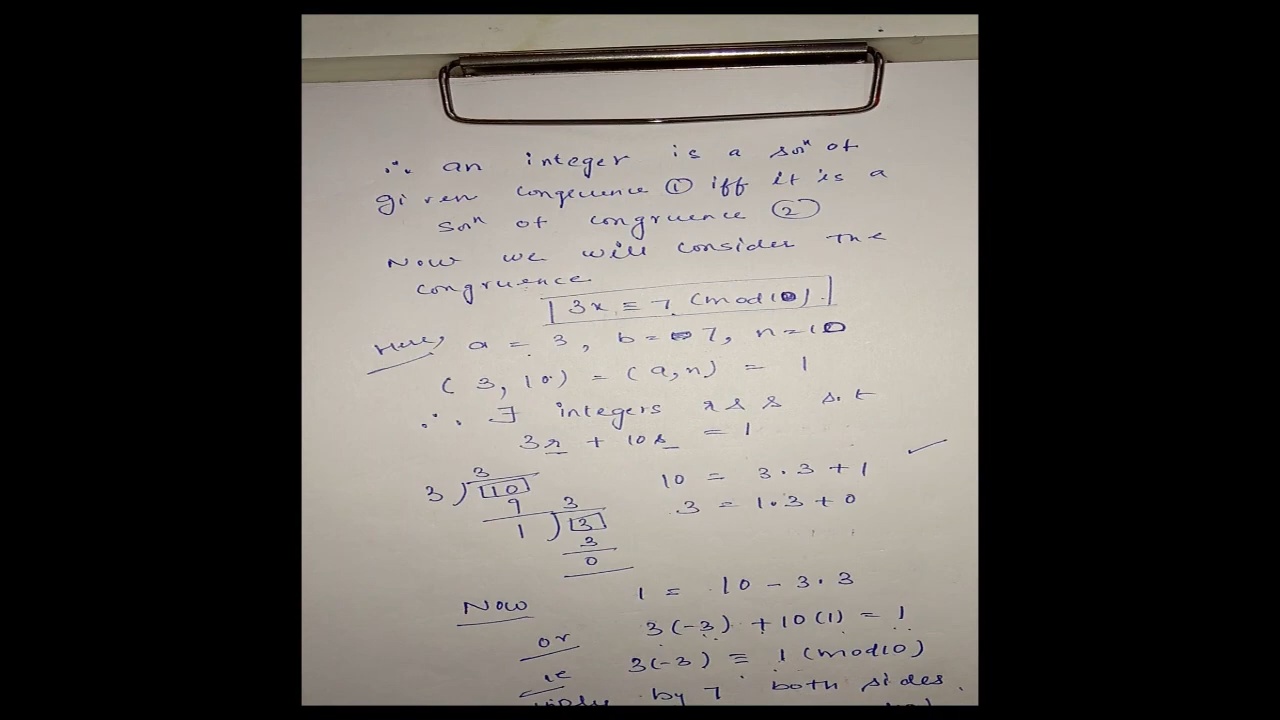 ∴ an integer is a solⁿ of
given congruence ① iff it is a
solⁿ of congruence ②
Now we will consider the
congruence
3x ≡ 7 (mod 10)
Here, a = 3, b = 7, n = 10
(3, 10) = (a, n) = 1
∴ ∃ integers r & s s.t
3r + 10s = 1
3 ) 10 ( 3
9
1 ) 3 ( 3
3
0
10 = 3·3 + 1
3 = 1·3 + 0
Now 1 = 10 - 3·3
or 3(-3) + 10(1) = 1
ie 3(-3) ≡ 1 (mod 10)
by 7 both sides.